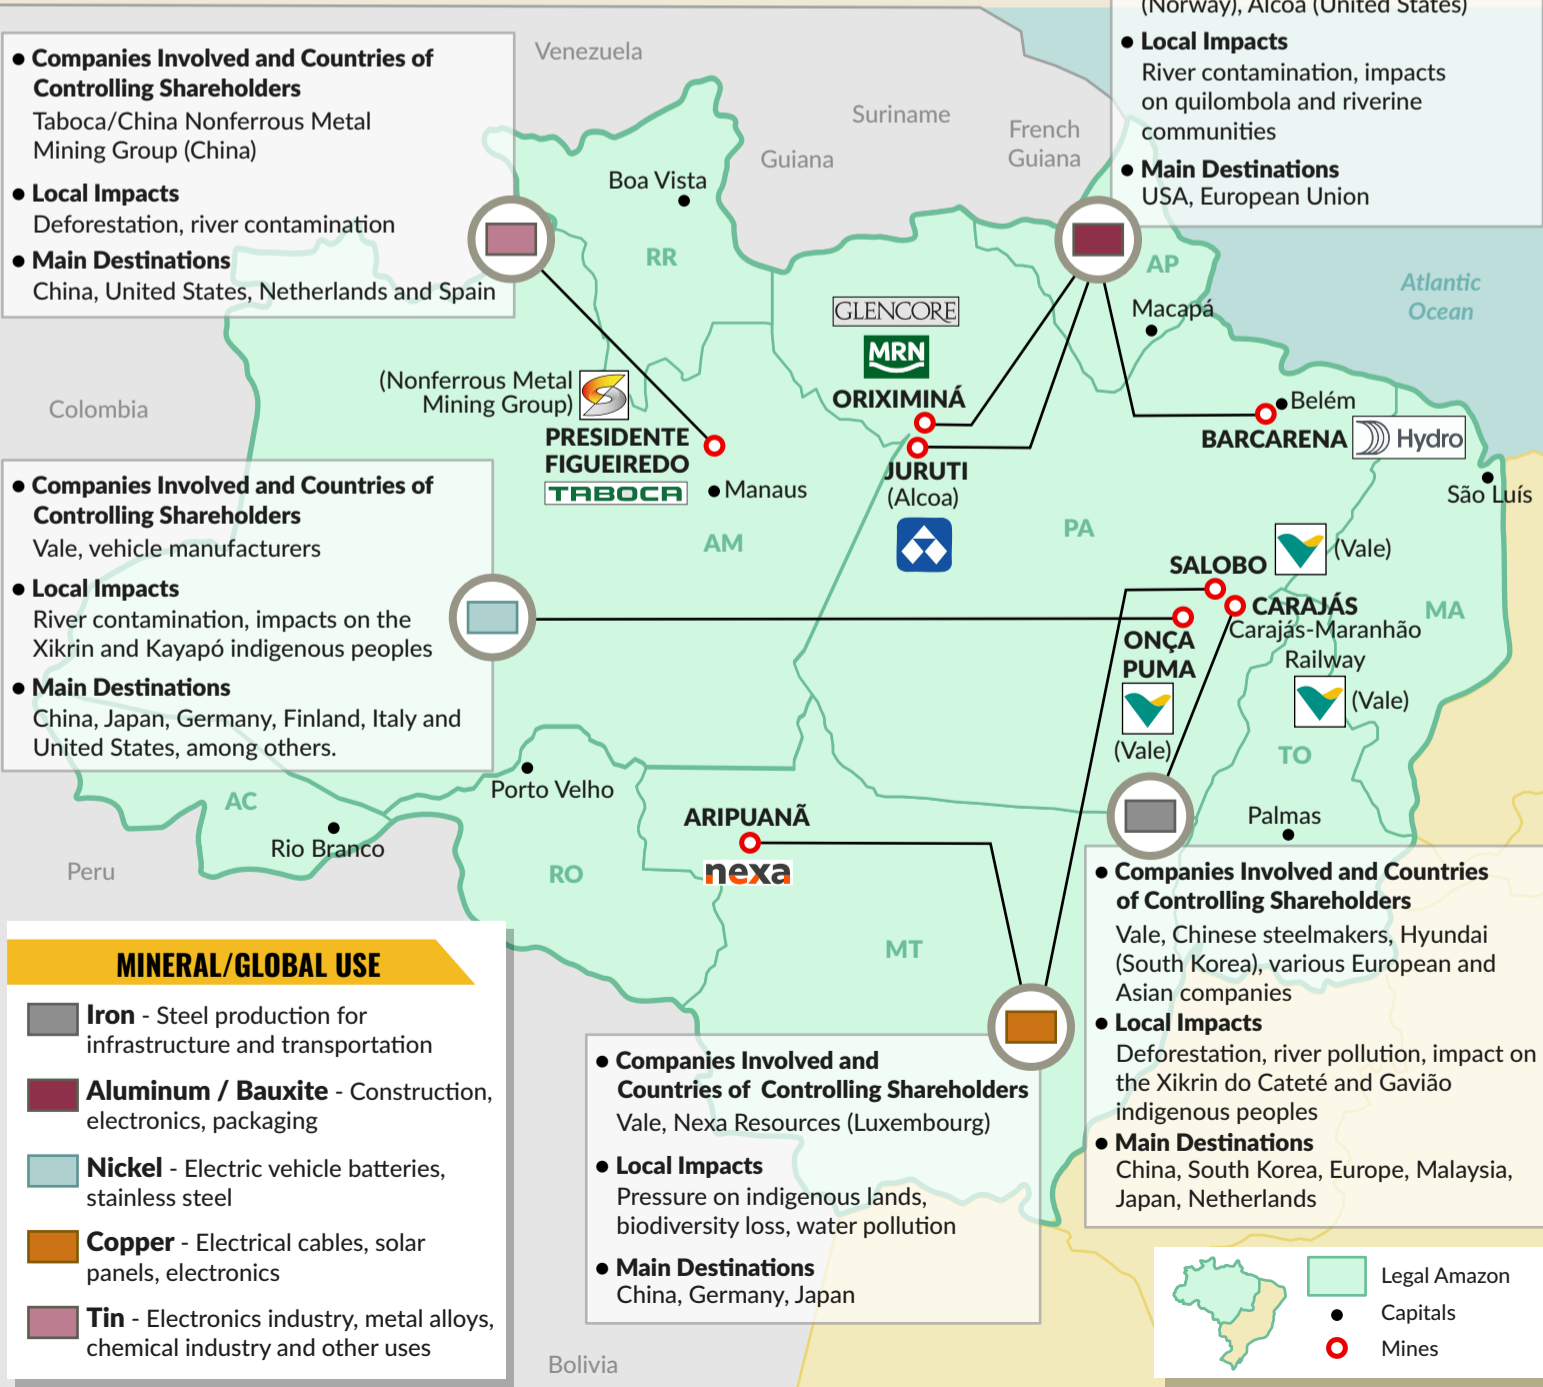 (Norway), Alcoa (United States)
● Local Impacts
River contamination, impacts
on quilombola and riverine
communities
● Main Destinations
USA, European Union
● Companies Involved and Countries of
Controlling Shareholders
Taboca/China Nonferrous Metal
Mining Group (China)
● Local Impacts
Deforestation, river contamination
● Main Destinations
China, United States, Netherlands and Spain
Venezuela
Suriname
French
Guiana
Guiana
Boa Vista
RR
AP
Macapá
Atlantic
Ocean
GLENCORE
MRN
ORIXIMINÁ
(Nonferrous Metal
Mining Group)
PRESIDENTE
FIGUEIREDO
TABOCA
Manaus
AM
Colombia
Belém
BARCARENA
Hydro
São Luís
JURUTI
(Alcoa)
PA
● Companies Involved and Countries of
Controlling Shareholders
Vale, vehicle manufacturers
● Local Impacts
River contamination, impacts on the
Xikrin and Kayapó indigenous peoples
● Main Destinations
China, Japan, Germany, Finland, Italy and
United States, among others.
SALOBO
(Vale)
CARAJÁS
Carajás-Maranhão
Railway
(Vale)
MA
ONÇA
PUMA
(Vale)
TO
Palmas
Porto Velho
AC
Rio Branco
Peru
ARIPUANÃ
nexa
RO
MT
● Companies Involved and Countries
of Controlling Shareholders
Vale, Chinese steelmakers, Hyundai
(South Korea), various European and
Asian companies
● Local Impacts
Deforestation, river pollution, impact on
the Xikrin do Cateté and Gavião
indigenous peoples
● Main Destinations
China, South Korea, Europe, Malaysia,
Japan, Netherlands
MINERAL/GLOBAL USE
Iron - Steel production for
infrastructure and transportation
Aluminum / Bauxite - Construction,
electronics, packaging
Nickel - Electric vehicle batteries,
stainless steel
Copper - Electrical cables, solar
panels, electronics
Tin - Electronics industry, metal alloys,
chemical industry and other uses
● Companies Involved and
Countries of Controlling Shareholders
Vale, Nexa Resources (Luxembourg)
● Local Impacts
Pressure on indigenous lands,
biodiversity loss, water pollution
● Main Destinations
China, Germany, Japan
Bolivia
Legal Amazon
Capitals
Mines